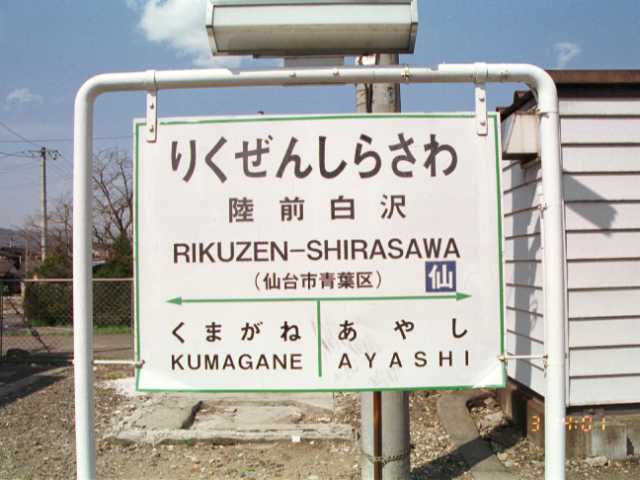 りくぜんしらさわ
陸前白沢
RIKUZEN-SHIRASAWA
(仙台市青葉区) 仙
くまがね あやし
KUMAGANE AYASHI